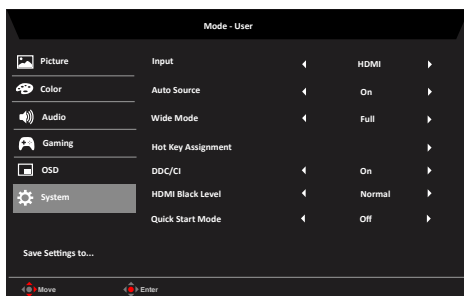 Mode - User
Picture
Input
HDMI
Color
Auto Source
On
Audio
Wide Mode
Full
Gaming
Hot Key Assignment
OSD
DDC/CI
On
System
HDMI Black Level
Normal
Quick Start Mode
Off
Save Settings to...
Move
Enter